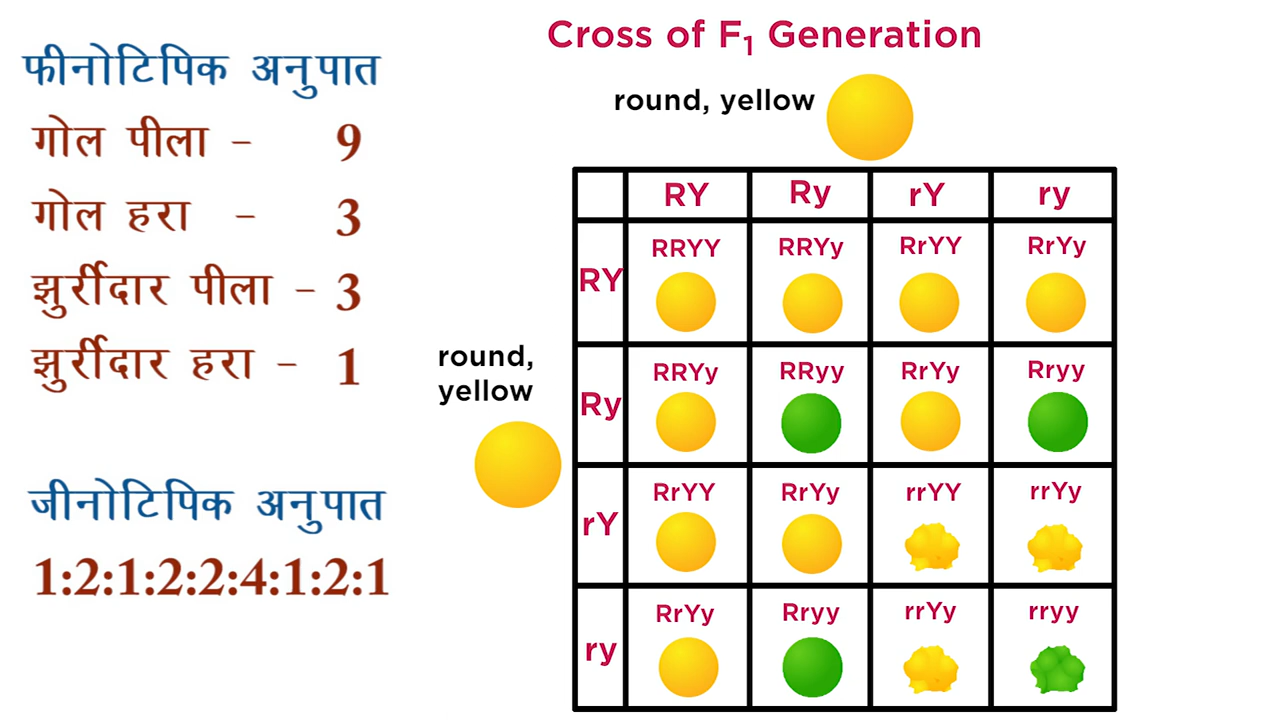 फीनोटिपिक अनुपात
गोल पीला - 9
गोल हरा - 3
झुर्रीदार पीला - 3
झुर्रीदार हरा - 1
जीनोटिपिक अनुपात
1:2:1:2:2:4:1:2:1
Cross of F₁ Generation
round, yellow
round,
yellow
RY Ry rY ry
RY RRYY RRYy RrYY RrYy
Ry RRYy RRyy RrYy Rryy
rY RrYY RrYy rrYY rrYy
ry RrYy Rryy rrYy rryy